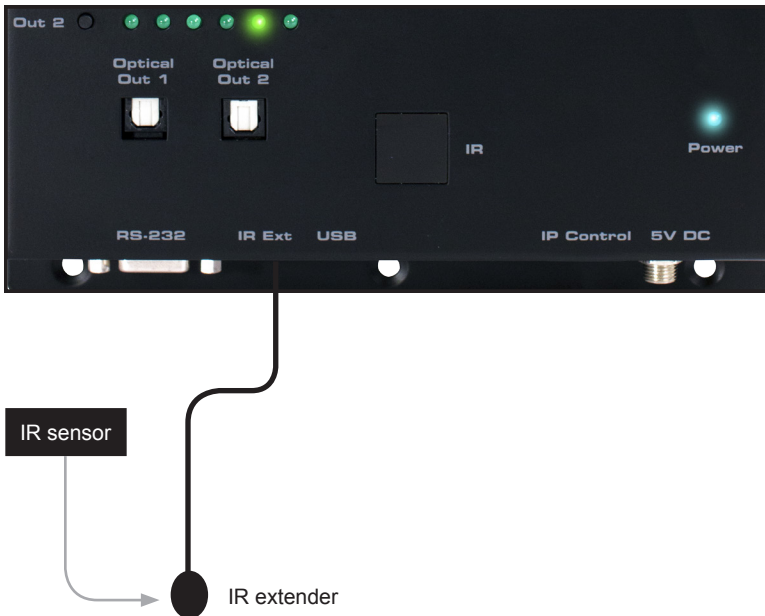 Out 2
Optical
Out 1
Optical
Out 2
IR
Power
RS-232
IR Ext
USB
IP Control
5V DC
IR sensor
IR extender